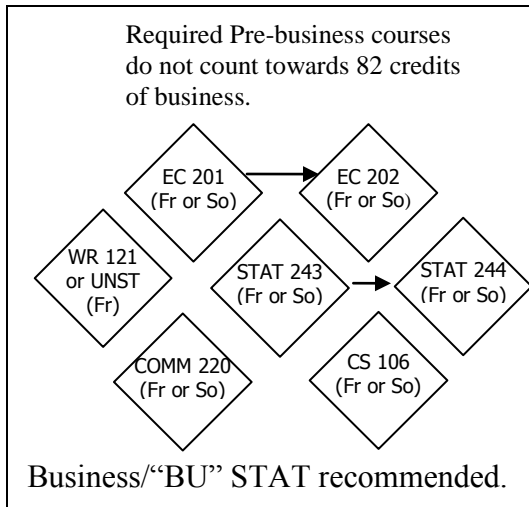 Required Pre-business courses
do not count towards 82 credits
of business.
EC 201
(Fr or So)
EC 202
(Fr or So)
WR 121
or UNST
(Fr)
STAT 243
(Fr or So)
STAT 244
(Fr or So)
COMM 220
(Fr or So)
CS 106
(Fr or So)
Business/“BU” STAT recommended.